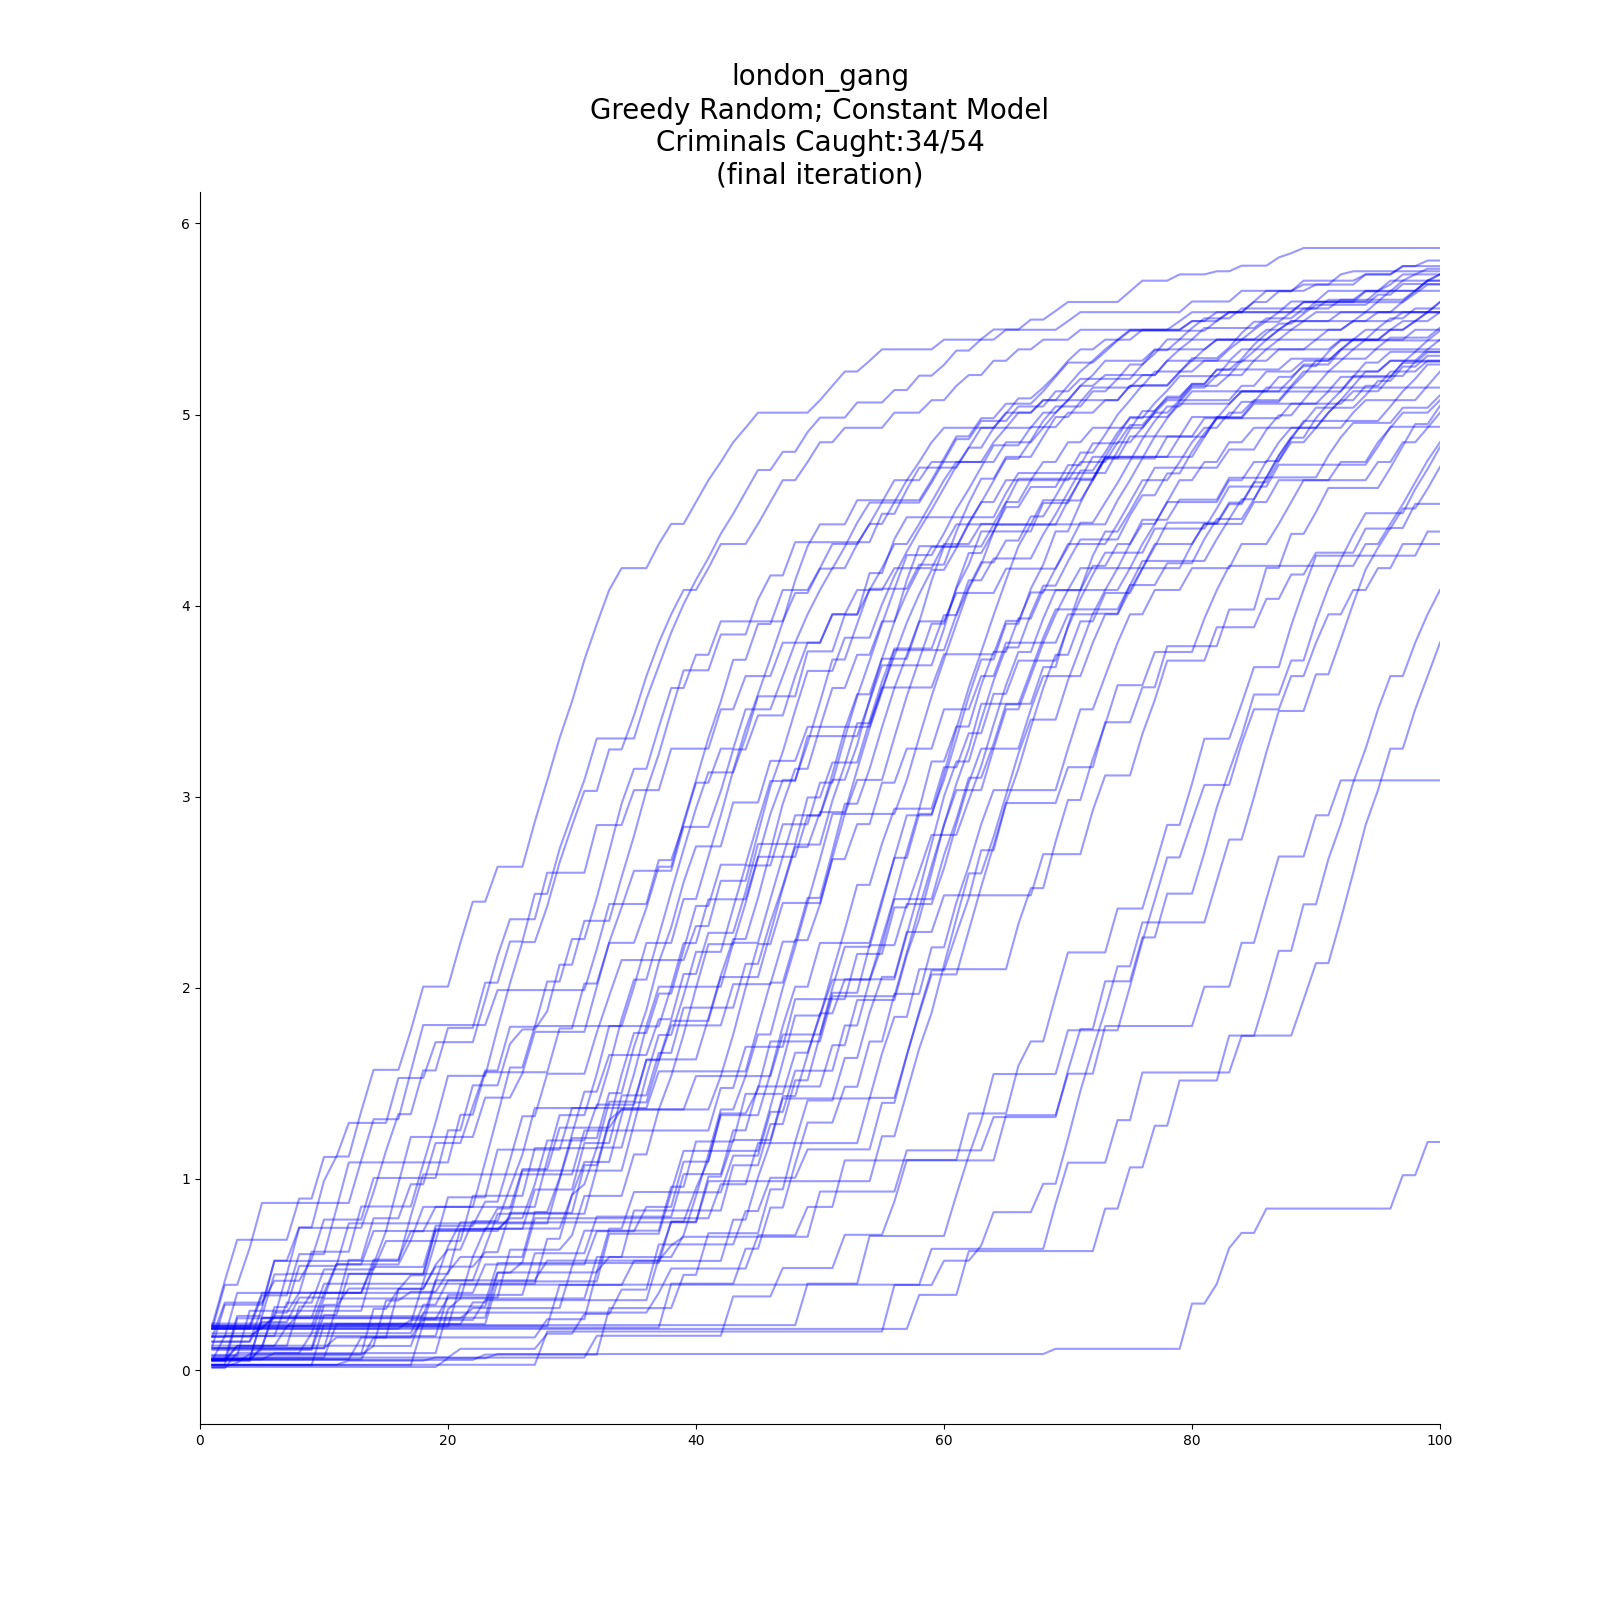 london_gang
Greedy Random; Constant Model
Criminals Caught:34/54
(final iteration)
6
5
4
3
2
1
0
0 20 40 60 80 100